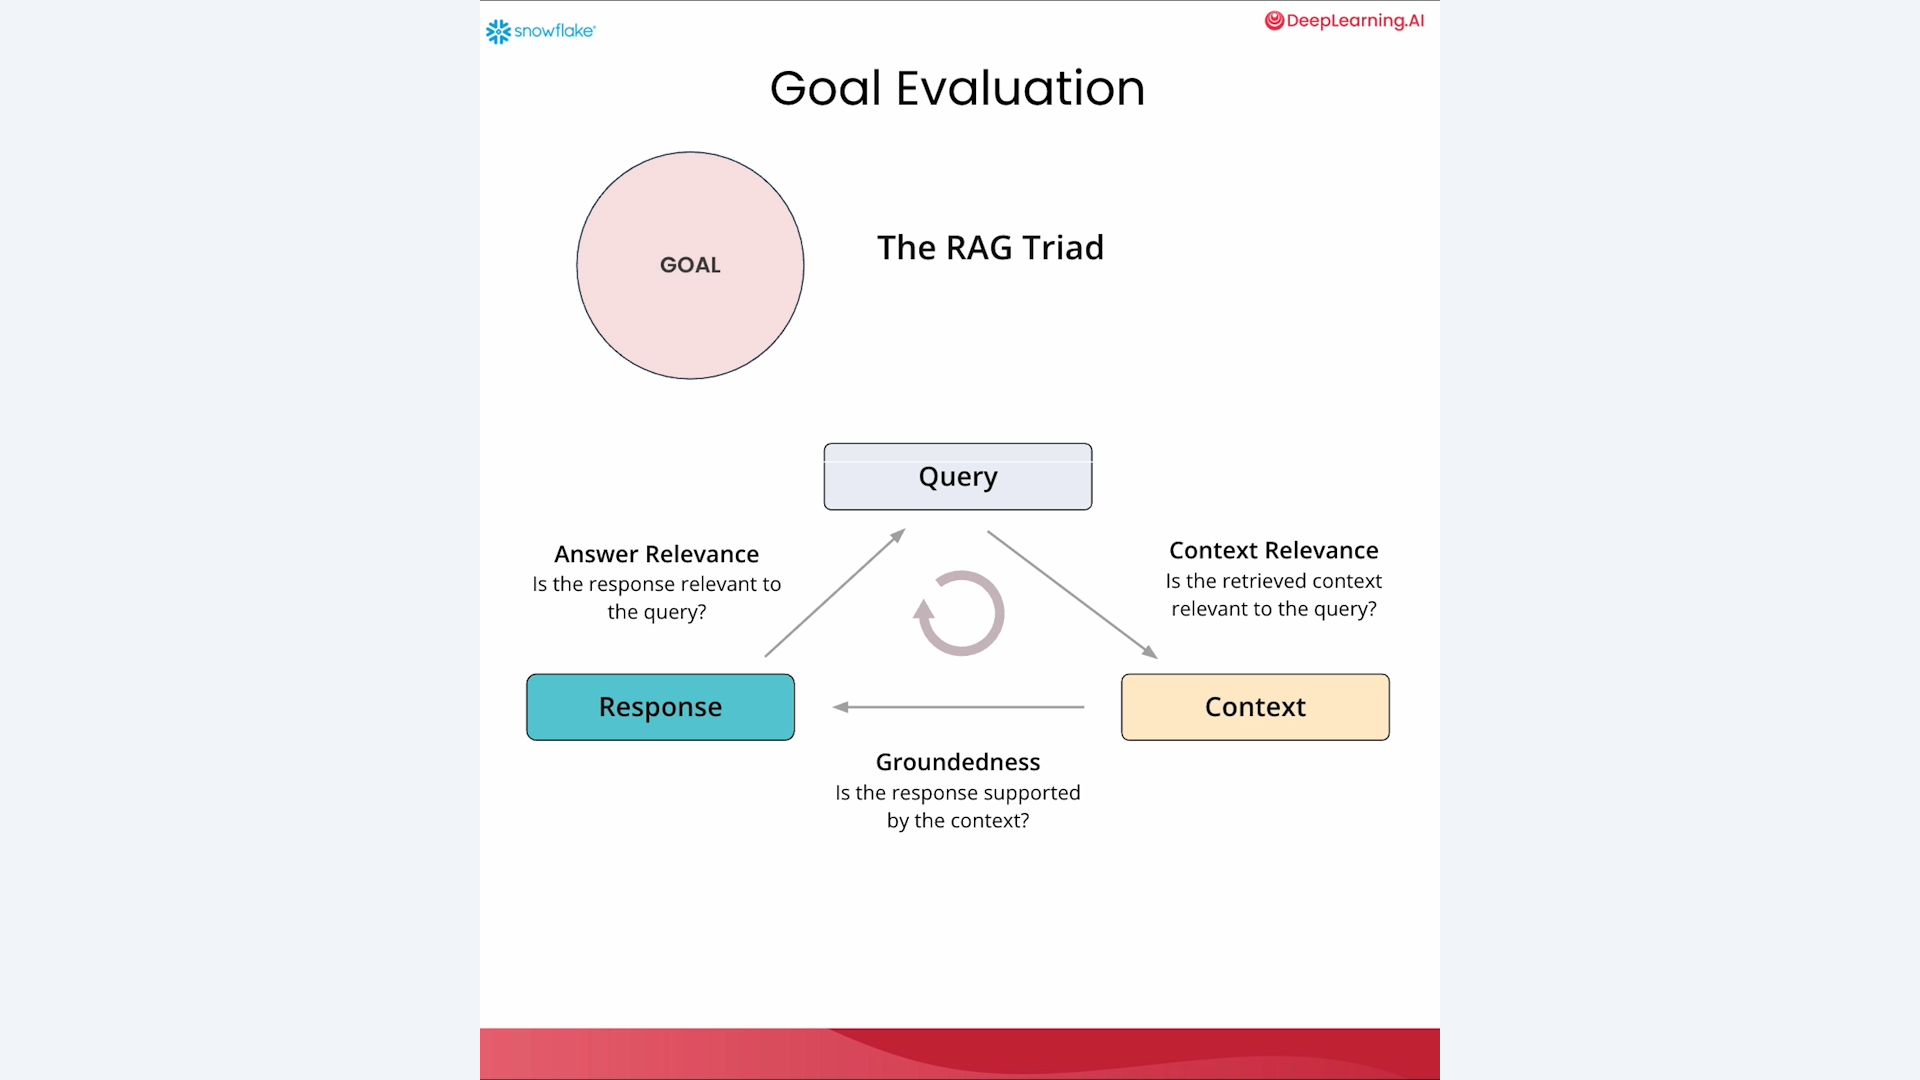 snowflake
DeepLearning.AI
Goal Evaluation
GOAL
The RAG Triad
Query
Answer Relevance
Is the response relevant to
the query?
Context Relevance
Is the retrieved context
relevant to the query?
Response
Context
Groundedness
Is the response supported
by the context?